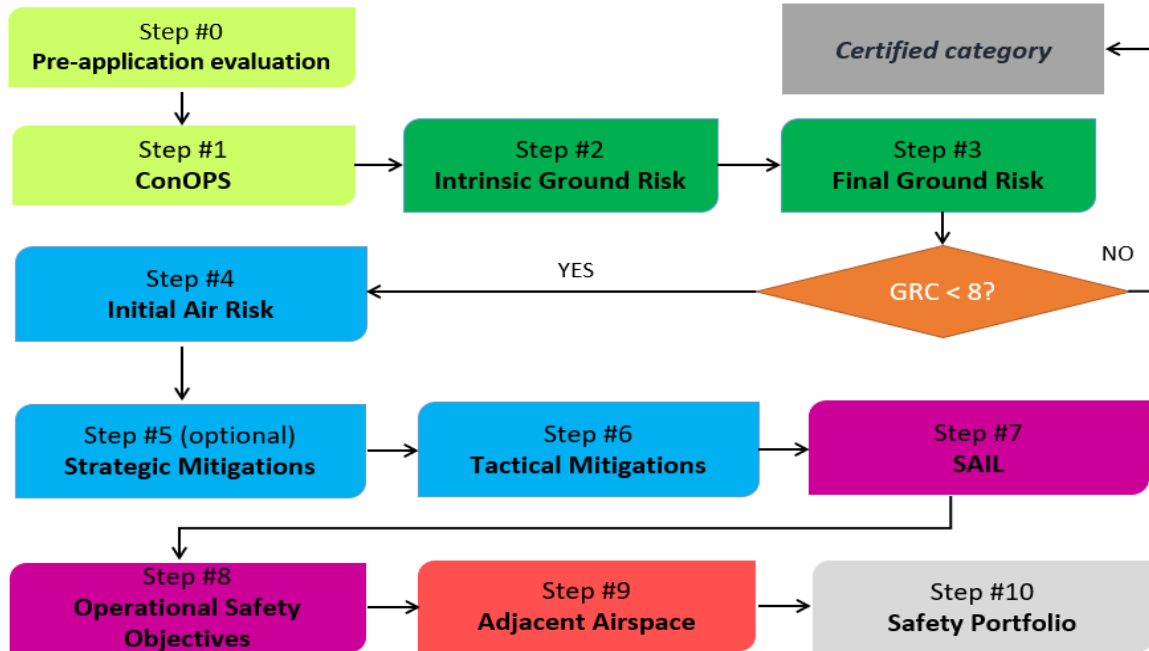 Step #0
Pre-application evaluation
Certified category
Step #1
ConOPS
Step #2
Intrinsic Ground Risk
Step #3
Final Ground Risk
Step #4
Initial Air Risk
YES
GRC < 8?
NO
Step #5 (optional)
Strategic Mitigations
Step #6
Tactical Mitigations
Step #7
SAIL
Step #8
Operational Safety
Objectives
Step #9
Adjacent Airspace
Step #10
Safety Portfolio